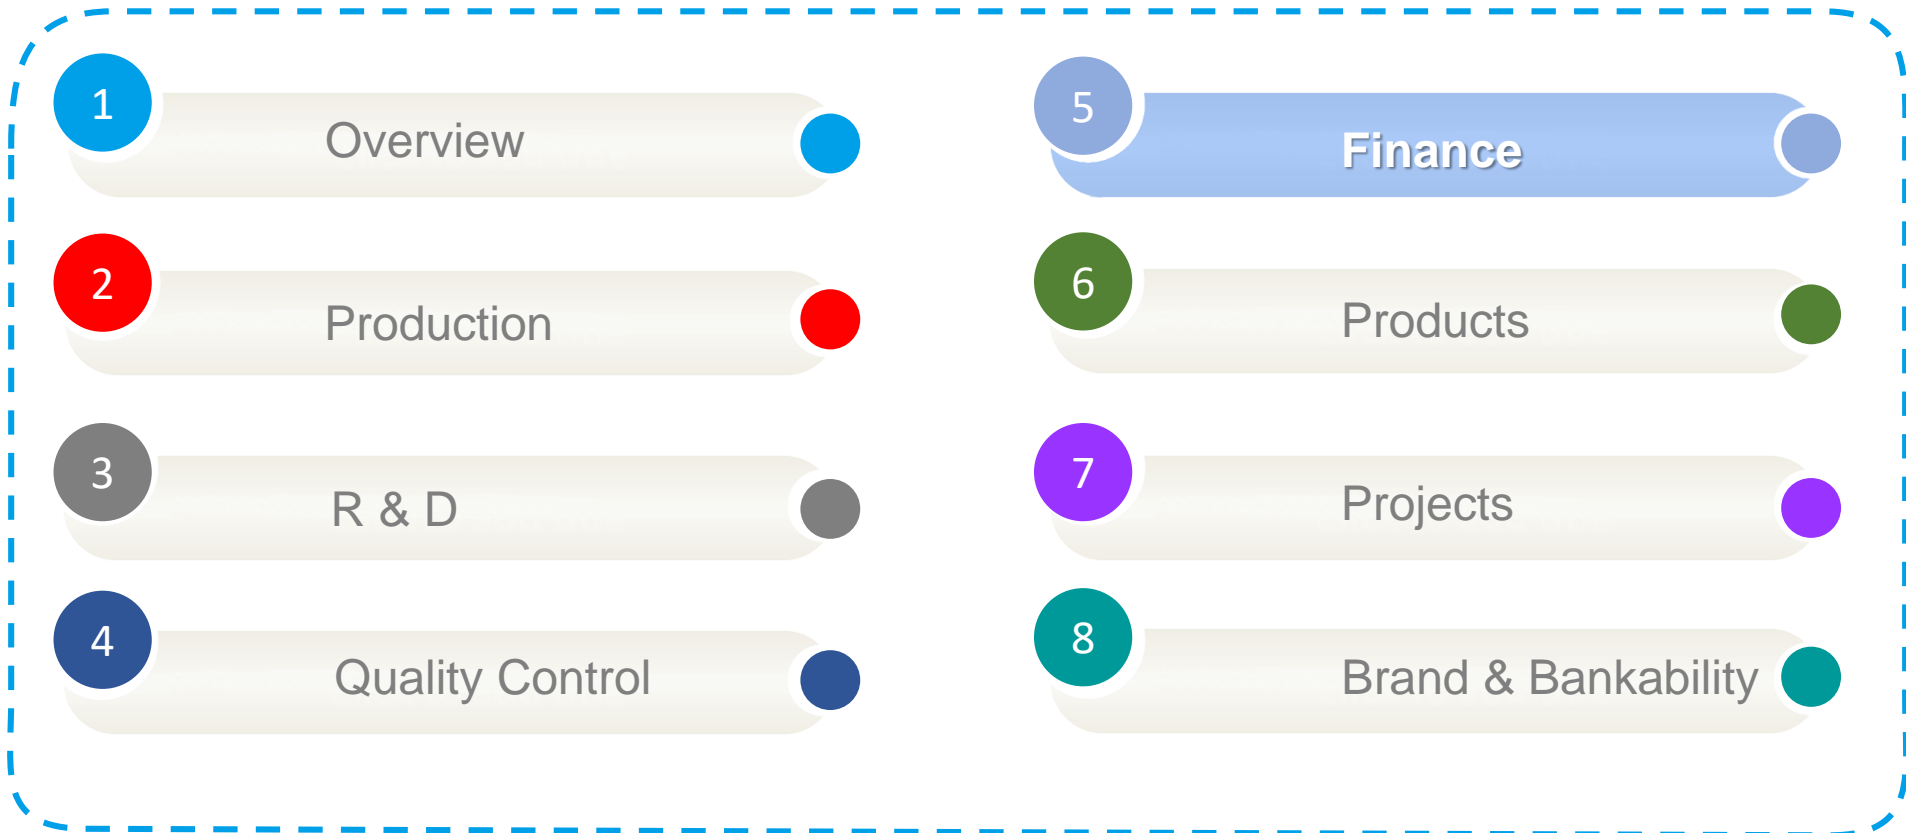 1
Overview
2
Production
3
R & D
4
Quality Control
5
Finance
6
Products
7
Projects
8
Brand & Bankability